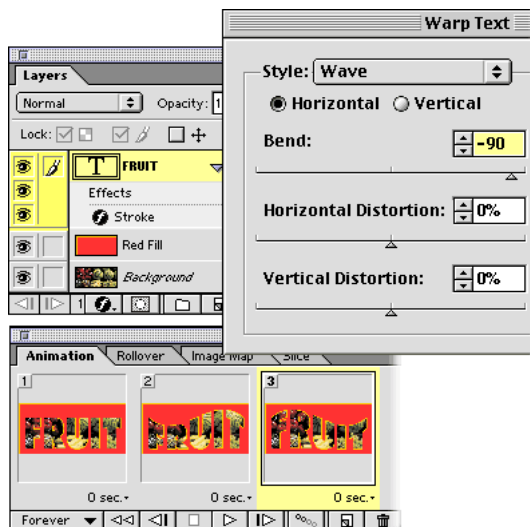 Warp Text
Style: Wave
Horizontal Vertical
Bend: -90
Horizontal Distortion: 0%
Vertical Distortion: 0%
Layers
Normal Opacity: 1
Lock:
T FRUIT
Effects
Stroke
Red Fill
Background
1
Animation Rollover Image Map Slice
1 2 3
FRUIT FRUIT FRUIT
0 sec. 0 sec. 0 sec.
Forever